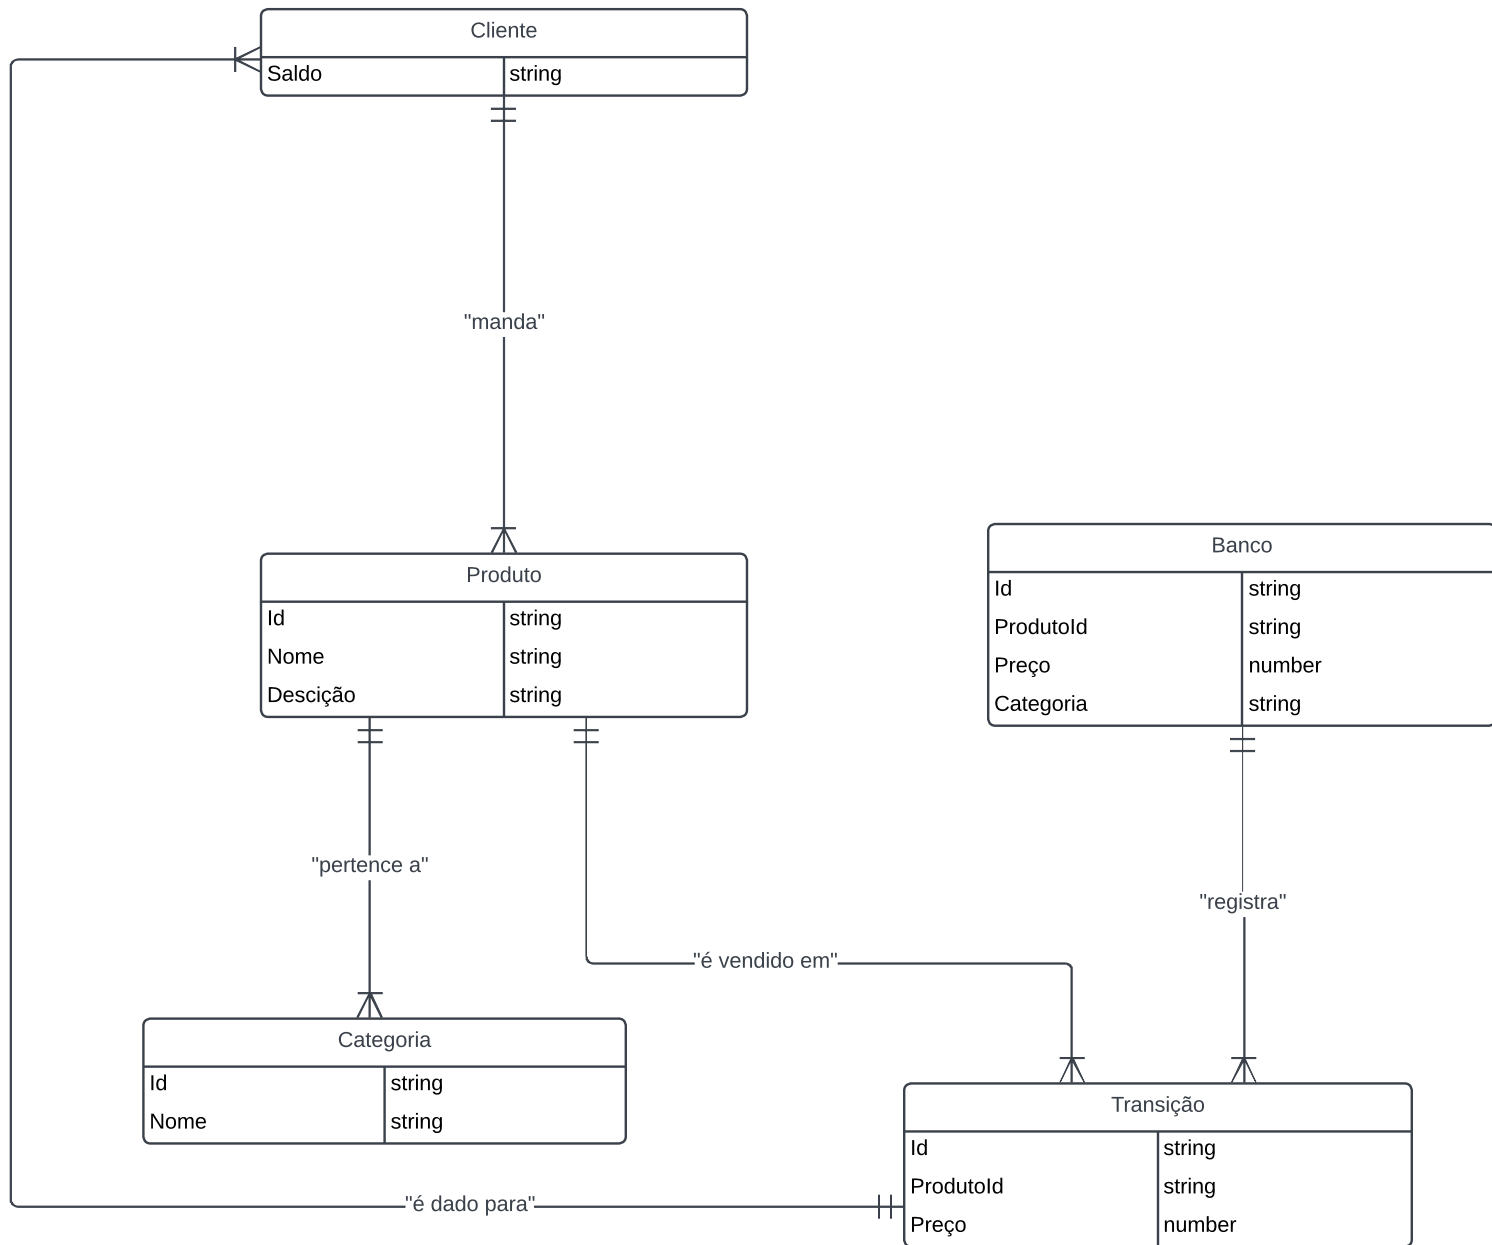 Cliente
Saldo string
"manda"
Produto
Id string
Nome string
Descição string
Banco
Id string
ProdutoId string
Preço number
Categoria string
"pertence a"
"registra"
"é vendido em"
Categoria
Id string
Nome string
Transição
Id string
ProdutoId string
Preço number
"é dado para"